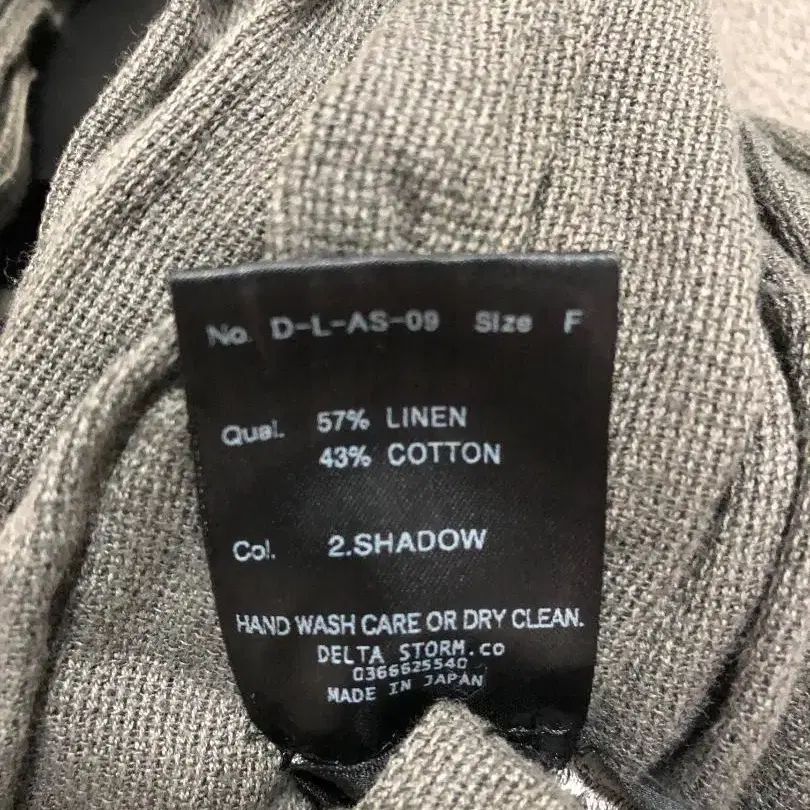 No. D-L-AS-09 Size F
Qual. 57% LINEN
43% COTTON
Col. 2.SHADOW
HAND WASH CARE OR DRY CLEAN.
DELTA STORM.co
0366625540
MADE IN JAPAN